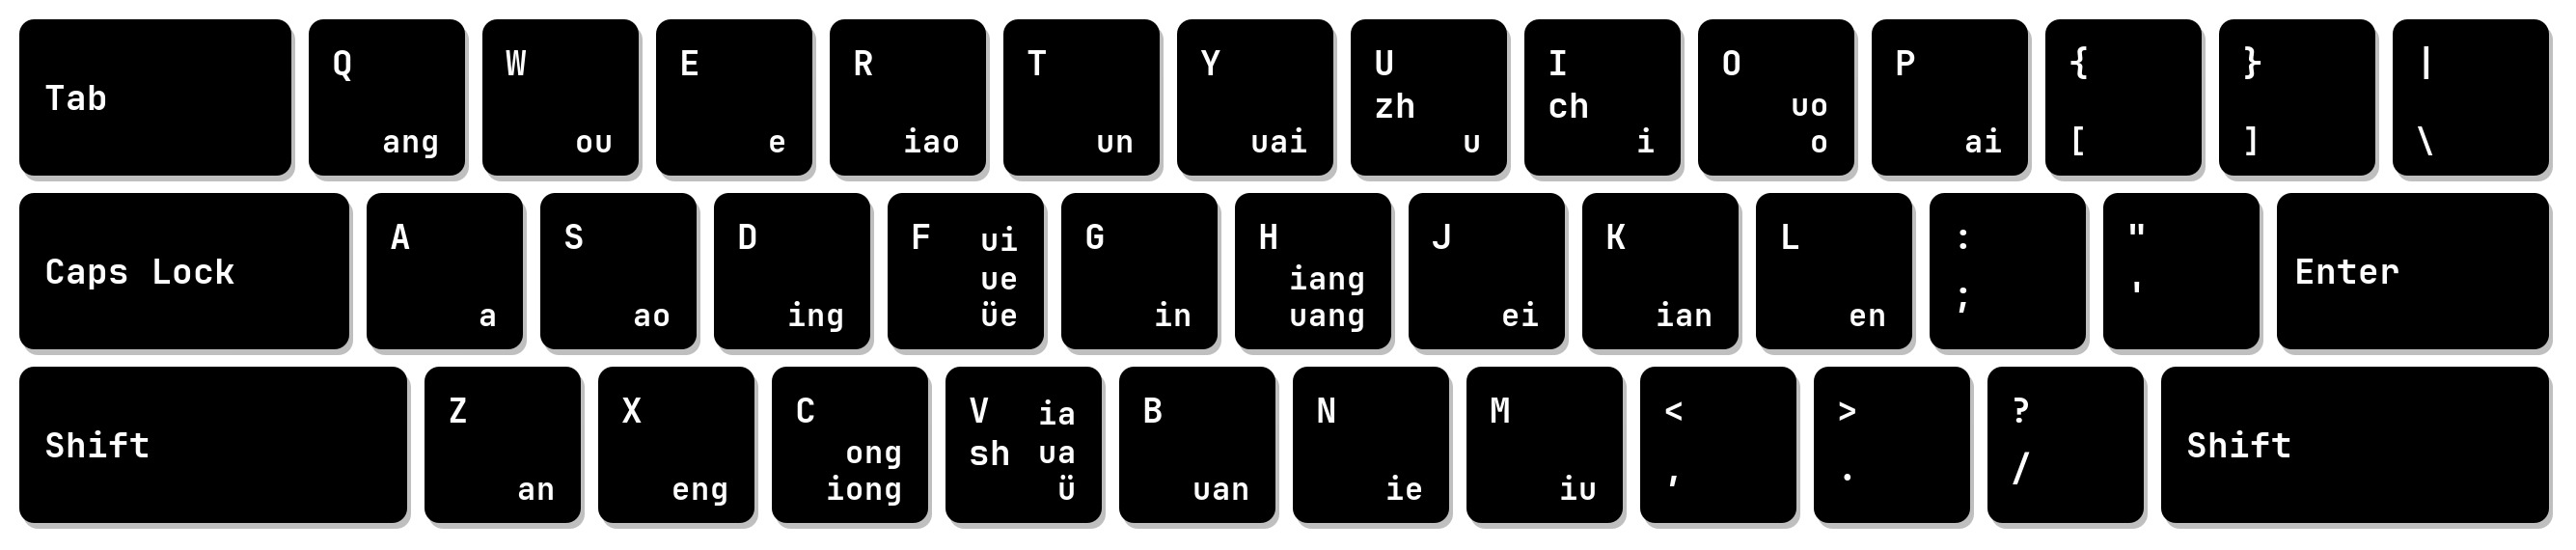 Tab
Q
ang
W
ou
E
e
R
iao
T
un
Y
uai
U
zh
u
I
ch
i
O
uo
o
P
ai
{
[
}
]
|
\
Caps Lock
A
a
S
ao
D
ing
F
ui
ue
üe
G
in
H
iang
uang
J
ei
K
ian
L
en
:
;
"
'
Enter
Shift
Z
an
X
eng
C
ong
iong
V
ia
sh
ua
ü
B
uan
N
ie
M
iu
<
,
>
.
?
/
Shift